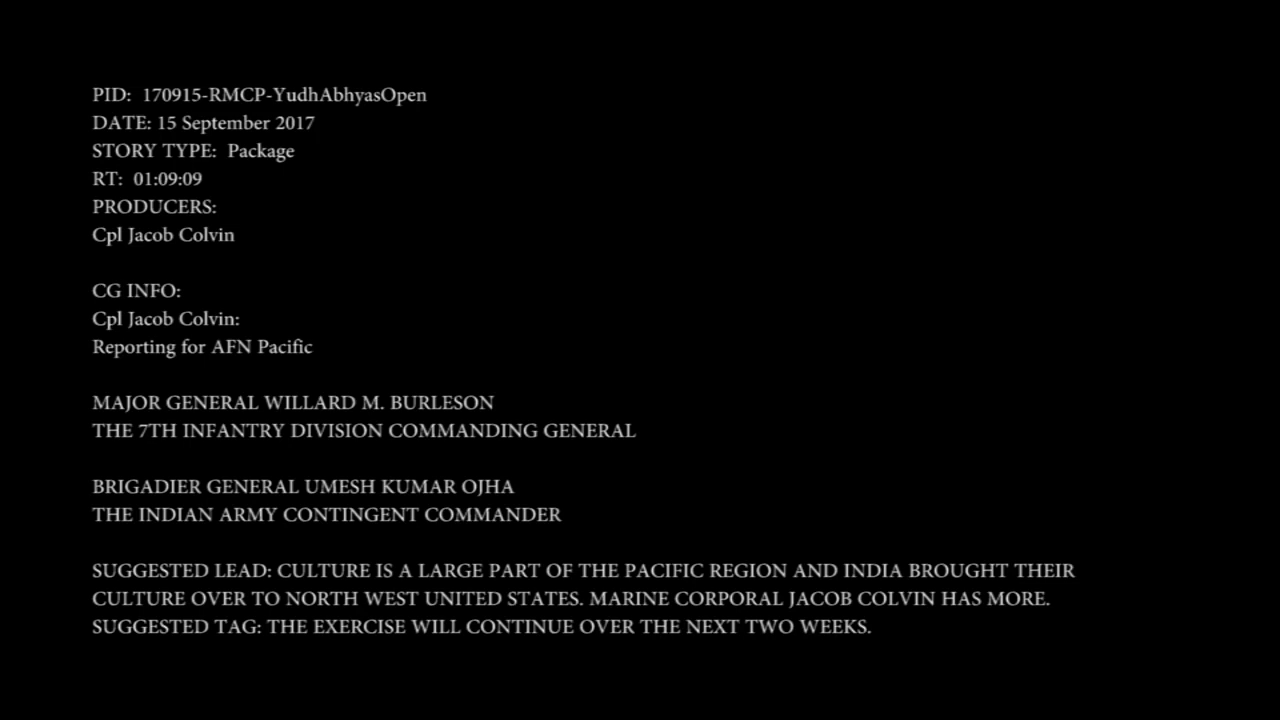 PID:  170915-RMCP-YudhAbhyasOpen
DATE: 15 September 2017
STORY TYPE:  Package
RT:  01:09:09
PRODUCERS:
Cpl Jacob Colvin
CG INFO:
Cpl Jacob Colvin:
Reporting for AFN Pacific
MAJOR GENERAL WILLARD M. BURLESON
THE 7TH INFANTRY DIVISION COMMANDING GENERAL
BRIGADIER GENERAL UMESH KUMAR OJHA
THE INDIAN ARMY CONTINGENT COMMANDER
SUGGESTED LEAD: CULTURE IS A LARGE PART OF THE PACIFIC REGION AND INDIA BROUGHT THEIR
CULTURE OVER TO NORTH WEST UNITED STATES. MARINE CORPORAL JACOB COLVIN HAS MORE.
SUGGESTED TAG: THE EXERCISE WILL CONTINUE OVER THE NEXT TWO WEEKS.